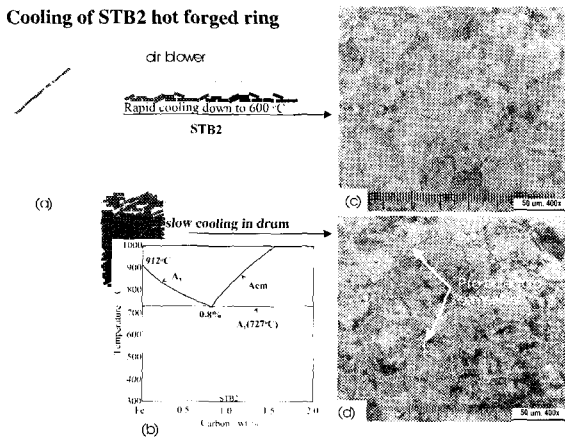 Cooling of STB2 hot forged ring
air blower
Rapid cooling down to 600 °C
STB2
(a)
(c)
50 um, 400x
slow cooling in drum
1000
912°C
900
A₃
Acm
800
700
0.8%
A₁(727°C)
600
500
400
300
STB2
Fe
0.5
1.0
1.5
2.0
Temperature
Carbon
(b)
(d)
50 um, 400x